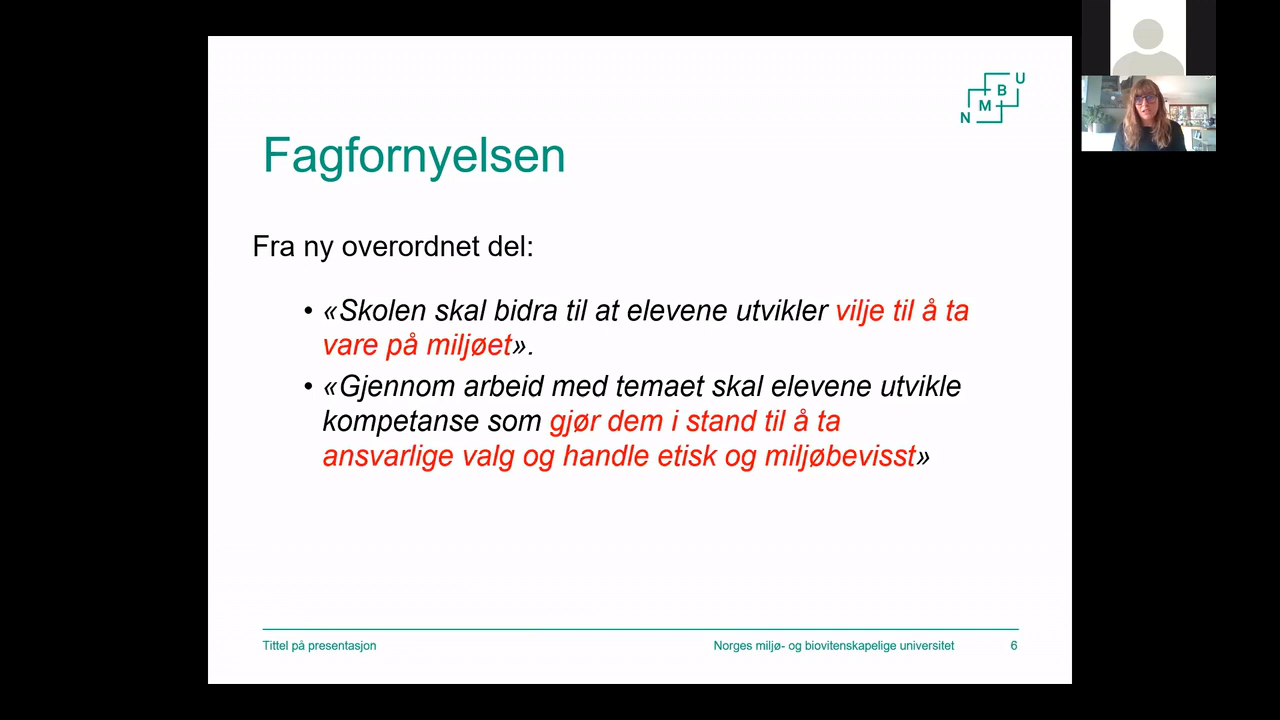 N M B U
Fagfornyelsen
Fra ny overordnet del:
• «Skolen skal bidra til at elevene utvikler vilje til å ta
vare på miljøet».
• «Gjennom arbeid med temaet skal elevene utvikle
kompetanse som gjør dem i stand til å ta
ansvarlige valg og handle etisk og miljøbevisst»
Tittel på presentasjon
Norges miljø- og biovitenskapelige universitet
6